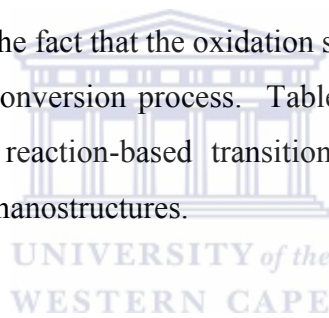 he fact that the oxidation s
onversion process. Table
reaction-based transition
nanostructures.
UNIVERSITY of the
WESTERN CAPE